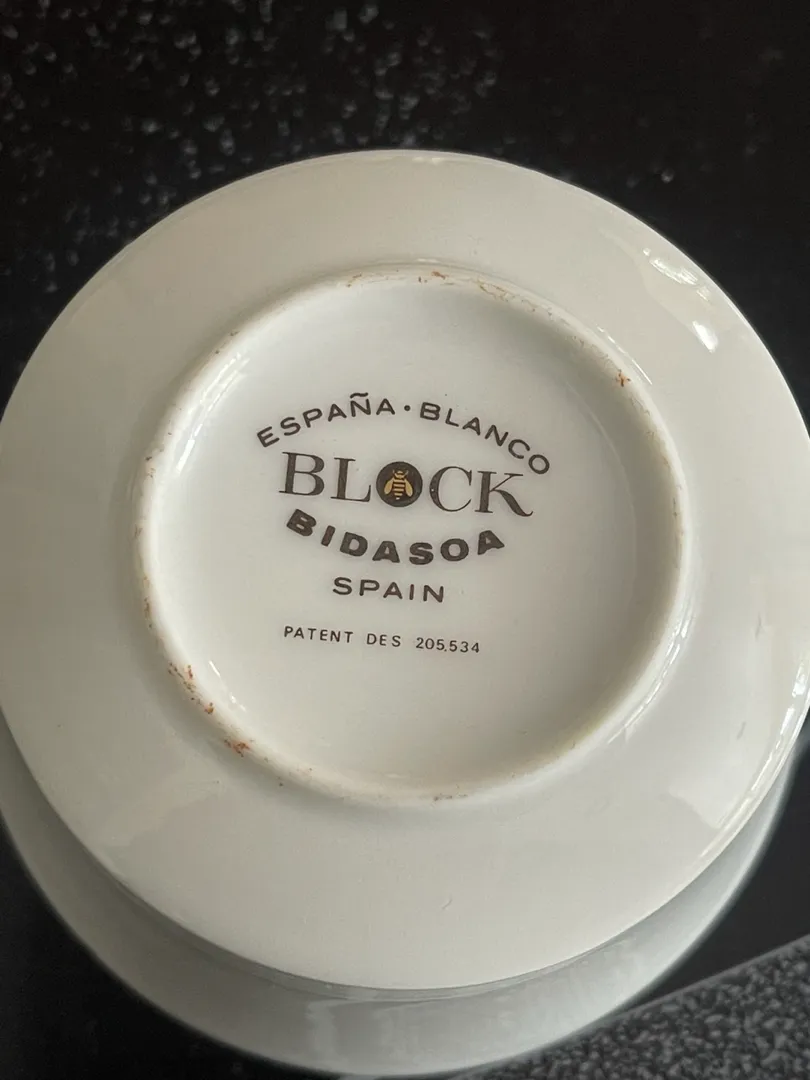 ESPAÑA · BLANCO
BLOCK
BIDASOA
SPAIN
PATENT DES 205,534